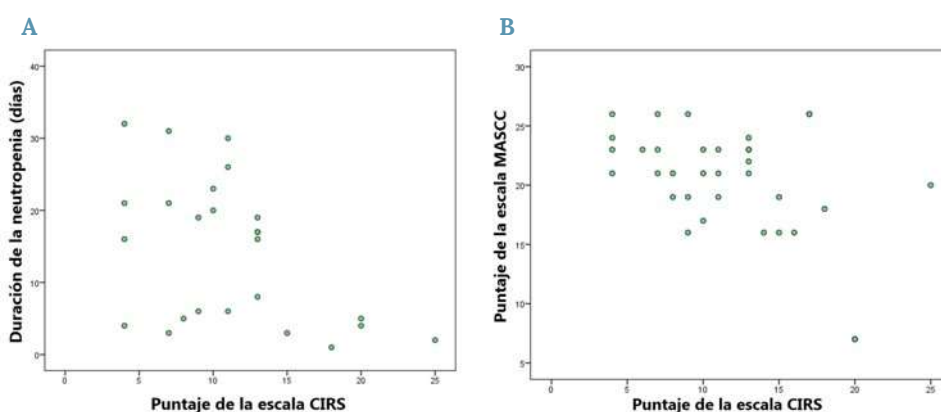 A
B
Duración de la neutropenia (días)
40
30
20
10
0
0 5 10 15 20 25
Puntaje de la escala CIRS
Puntaje de la escala MASCC
30
25
20
15
10
5
0 5 10 15 20 25
Puntaje de la escala CIRS